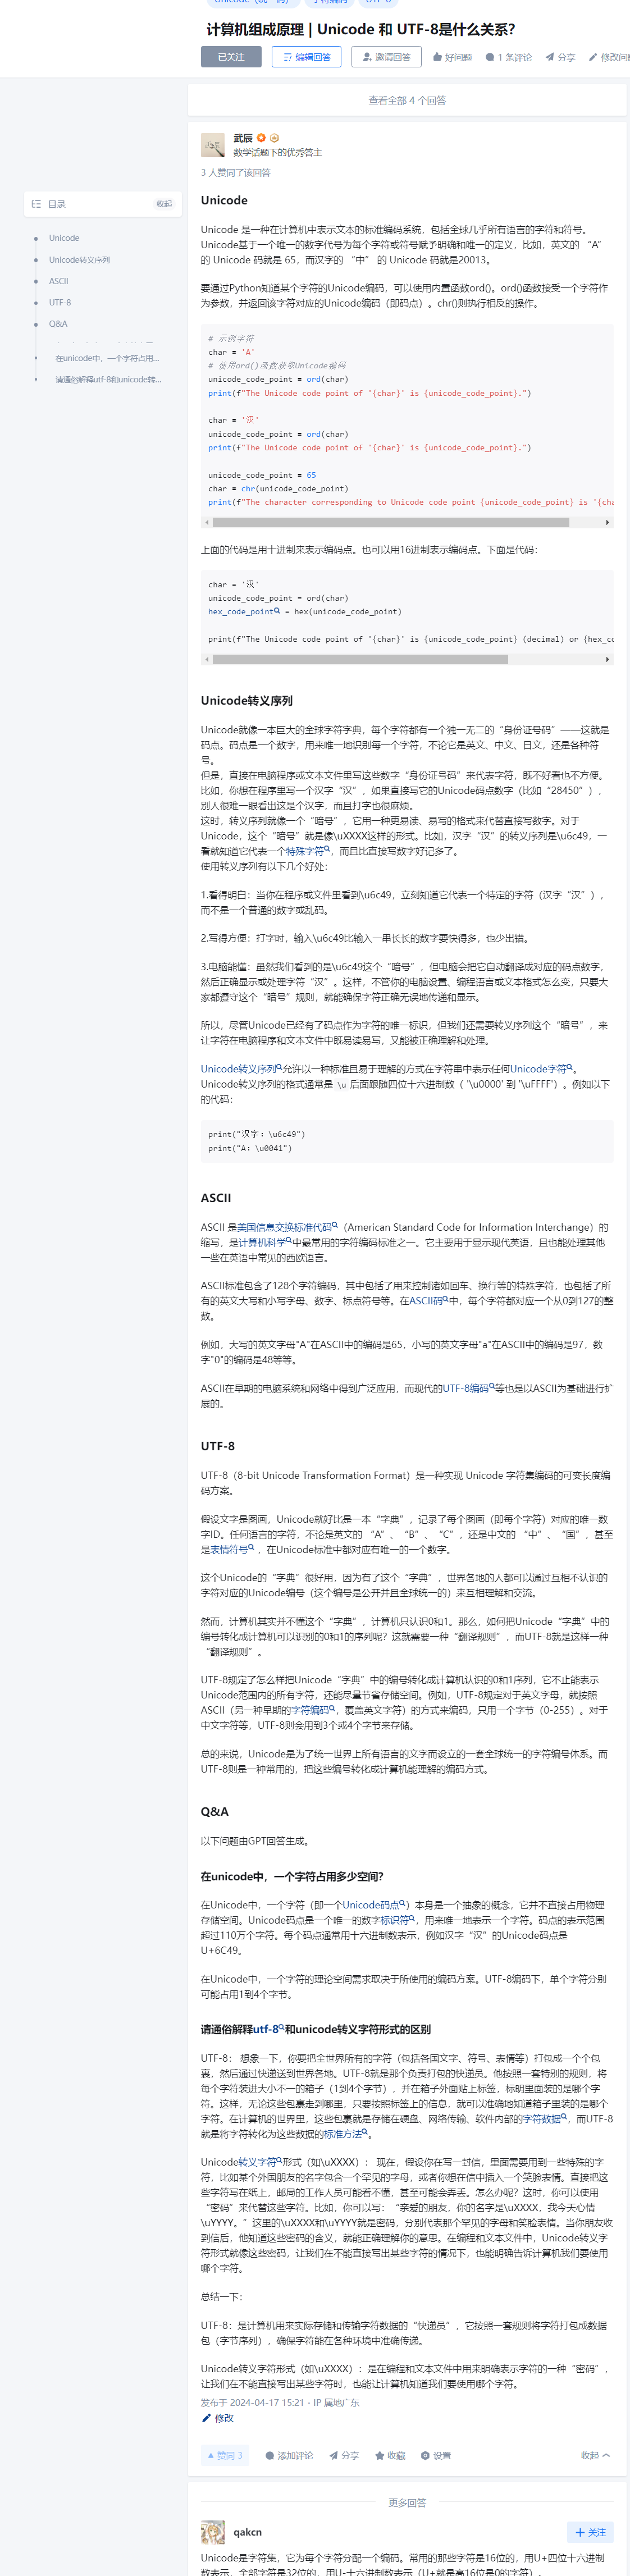 Unicode（统一码）
字符编码
UTF-8
计算机组成原理 | Unicode 和 UTF-8是什么关系？
已关注
编辑回答
邀请回答
好问题
1 条评论
分享
修改问
查看全部 4 个回答
目录
收起
Unicode
Unicode转义序列
ASCII
UTF-8
Q&A
在unicode中，一个字符占用...
请通俗解释utf-8和unicode转...
武辰
数学话题下的优秀答主
3 人赞同了该回答
Unicode
Unicode 是一种在计算机中表示文本的标准编码系统，包括全球几乎所有语言的字符和符号。
Unicode基于一个唯一的数字代号为每个字符或符号赋予明确和唯一的定义，比如，英文的 “A”
的 Unicode 码就是 65，而汉字的 “中” 的 Unicode 码就是20013。
要通过Python知道某个字符的Unicode编码，可以使用内置函数ord()。ord()函数接受一个字符作
为参数，并返回该字符对应的Unicode编码（即码点）。chr()则执行相反的操作。
# 示例字符
char = 'A'
# 使用ord()函数获取Unicode编码
unicode_code_point = ord(char)
print(f"The Unicode code point of '{char}' is {unicode_code_point}.")
char = '汉'
unicode_code_point = ord(char)
print(f"The Unicode code point of '{char}' is {unicode_code_point}.")
unicode_code_point = 65
char = chr(unicode_code_point)
print(f"The character corresponding to Unicode code point {unicode_code_point} is '{cha
上面的代码是用十进制来表示编码点。也可以用16进制表示编码点。下面是代码：
char = '汉'
unicode_code_point = ord(char)
hex_code_point = hex(unicode_code_point)
print(f"The Unicode code point of '{char}' is {unicode_code_point} (decimal) or {hex_co
Unicode转义序列
Unicode就像一本巨大的全球字符字典，每个字符都有一个独一无二的“身份证号码”——这就是
码点。码点是一个数字，用来唯一地识别每一个字符，不论它是英文、中文、日文，还是各种符
号。
但是，直接在电脑程序或文本文件里写这些数字“身份证号码”来代表字符，既不好看也不方便。
比如，你想在程序里写一个汉字“汉”，如果直接写它的Unicode码点数字（比如“28450”），
别人很难一眼看出这是个汉字，而且打字也很麻烦。
这时，转义序列就像一个“暗号”，它用一种更易读、易写的格式来代替直接写数字。对于
Unicode，这个“暗号”就是像\uXXXX这样的形式。比如，汉字“汉”的转义序列是\u6c49，一
看就知道它代表一个特殊字符，而且比直接写数字好记多了。
使用转义序列有以下几个好处：
1.看得明白：当你在程序或文件里看到\u6c49，立刻知道它代表一个特定的字符（汉字“汉”），
而不是一个普通的数字或乱码。
2.写得方便：打字时，输入\u6c49比输入一串长长的数字要快得多，也少出错。
3.电脑能懂：虽然我们看到的是\u6c49这个“暗号”，但电脑会把它自动翻译成对应的码点数字，
然后正确显示或处理字符“汉”。这样，不管你的电脑设置、编程语言或文本格式怎么变，只要大
家都遵守这个“暗号”规则，就能确保字符正确无误地传递和显示。
所以，尽管Unicode已经有了码点作为字符的唯一标识，但我们还需要转义序列这个“暗号”，来
让字符在电脑程序和文本文件中既易读易写，又能被正确理解和处理。
Unicode转义序列允许以一种标准且易于理解的方式在字符串中表示任何Unicode字符。
Unicode转义序列的格式通常是 \u 后面跟随四位十六进制数（ '\u0000' 到 '\uFFFF'）。例如以下
的代码：
print("汉字: \u6c49")
print("A: \u0041")
ASCII
ASCII 是美国信息交换标准代码（American Standard Code for Information Interchange）的
缩写，是计算机科学中最常用的字符编码标准之一。它主要用于显示现代英语，且也能处理其他
一些在英语中常见的西欧语言。
ASCII标准包含了128个字符编码，其中包括了用来控制诸如回车、换行等的特殊字符，也包括了所
有的英文大写和小写字母、数字、标点符号等。在ASCII码中，每个字符都对应一个从0到127的整
数。
例如，大写的英文字母"A"在ASCII中的编码是65，小写的英文字母"a"在ASCII中的编码是97，数
字"0"的编码是48等等。
ASCII在早期的电脑系统和网络中得到广泛应用，而现代的UTF-8编码等也是以ASCII为基础进行扩
展的。
UTF-8
UTF-8（8-bit Unicode Transformation Format）是一种实现 Unicode 字符集编码的可变长度编
码方案。
假设文字是图画，Unicode就好比是一本“字典”，记录了每个图画（即每个字符）对应的唯一数
字ID。任何语言的字符，不论是英文的 “A” 、“B” 、 “C” ，还是中文的 “中” 、 “国” ，甚至
是表情符号 ，在Unicode标准中都对应有唯一的一个数字。
这个Unicode的“字典”很好用，因为有了这个“字典”，世界各地的人都可以通过互相不认识的
字符对应的Unicode编号（这个编号是公开并且全球统一的）来互相理解和交流。
然而，计算机其实并不懂这个“字典”，计算机只认识0和1。那么，如何把Unicode“字典”中的
编号转化成计算机可以识别的0和1的序列呢？这就需要一种“翻译规则”，而UTF-8就是这样一种
“翻译规则”。
UTF-8规定了怎么样把Unicode“字典”中的编号转化成计算机认识的0和1序列，它不止能表示
Unicode范围内的所有字符，还能尽量节省存储空间。例如，UTF-8规定对于英文字母，就按照
ASCII（另一种早期的字符编码，覆盖英文字符）的方式来编码，只用一个字节（0-255）。对于
中文字符等，UTF-8则会用到3个或4个字节来存储。
总的来说，Unicode是为了统一世界上所有语言的文字而设立的一套全球统一的字符编号体系。而
UTF-8则是一种常用的，把这些编号转化成计算机能理解的编码方式。
Q&A
以下问题由GPT回答生成。
在unicode中，一个字符占用多少空间？
在Unicode中，一个字符（即一个Unicode码点）本身是一个抽象的概念，它并不直接占用物理
存储空间。Unicode码点是一个唯一的数字标识符，用来唯一地表示一个字符。码点的表示范围
超过110万个字符。每个码点通常用十六进制数表示，例如汉字“汉”的Unicode码点是
U+6C49。
在Unicode中，一个字符的理论空间需求取决于所使用的编码方案。UTF-8编码下，单个字符分别
可能占用1到4个字节。
请通俗解释utf-8和unicode转义字符形式的区别
UTF-8： 想象一下，你要把全世界所有的字符（包括各国文字、符号、表情等）打包成一个个包
裹，然后通过快递送到世界各地。UTF-8就是那个负责打包的快递员。他按照一套特别的规则，将
每个字符装进大小不一的箱子（1到4个字节），并在箱子外面贴上标签，标明里面装的是哪个字
符。这样，无论这些包裹走到哪里，只要按照标签上的信息，就可以准确地知道箱子里装的是哪个
字符。在计算机的世界里，这些包裹就是存储在硬盘、网络传输、软件内部的字符数据，而UTF-8
就是将字符转化为这些数据的标准方法。
Unicode转义字符形式（如\uXXXX）： 现在，假设你在写一封信，里面需要用到一些特殊的字
符，比如某个外国朋友的名字包含一个罕见的字母，或者你想在信中插入一个笑脸表情。直接把这
些字符写在纸上，邮局的工作人员可能看不懂，甚至可能会弄丢。怎么办呢？这时，你可以使用
“密码”来代替这些字符。比如，你可以写：“亲爱的朋友，你的名字是\uXXXX，我今天心情
\uYYYY。”这里的\uXXXX和\uYYYY就是密码，分别代表那个罕见的字母和笑脸表情。当你朋友收
到信后，他知道这些密码的含义，就能正确理解你的意思。在编程和文本文件中，Unicode转义字
符形式就像这些密码，让我们在不能直接写出某些字符的情况下，也能明确告诉计算机我们要使用
哪个字符。
总结一下：
UTF-8：是计算机用来实际存储和传输字符数据的“快递员”，它按照一套规则将字符打包成数据
包（字节序列），确保字符能在各种环境中准确传递。
Unicode转义字符形式（如\uXXXX）：是在编程和文本文件中用来明确表示字符的一种“密码”，
让我们在不能直接写出某些字符时，也能让计算机知道我们要使用哪个字符。
发布于 2024-04-17 15:21・IP 属地广东
修改
赞同 3
添加评论
分享
收藏
设置
收起
更多回答
qakcn
关注
Unicode是字符集，它为每个字符分配一个编码。常用的那些字符是16位的，用U+四位十六进制
数表示，全部字符是32位的，用U-十六进制数表示（U+就是高16位是0的字符）。